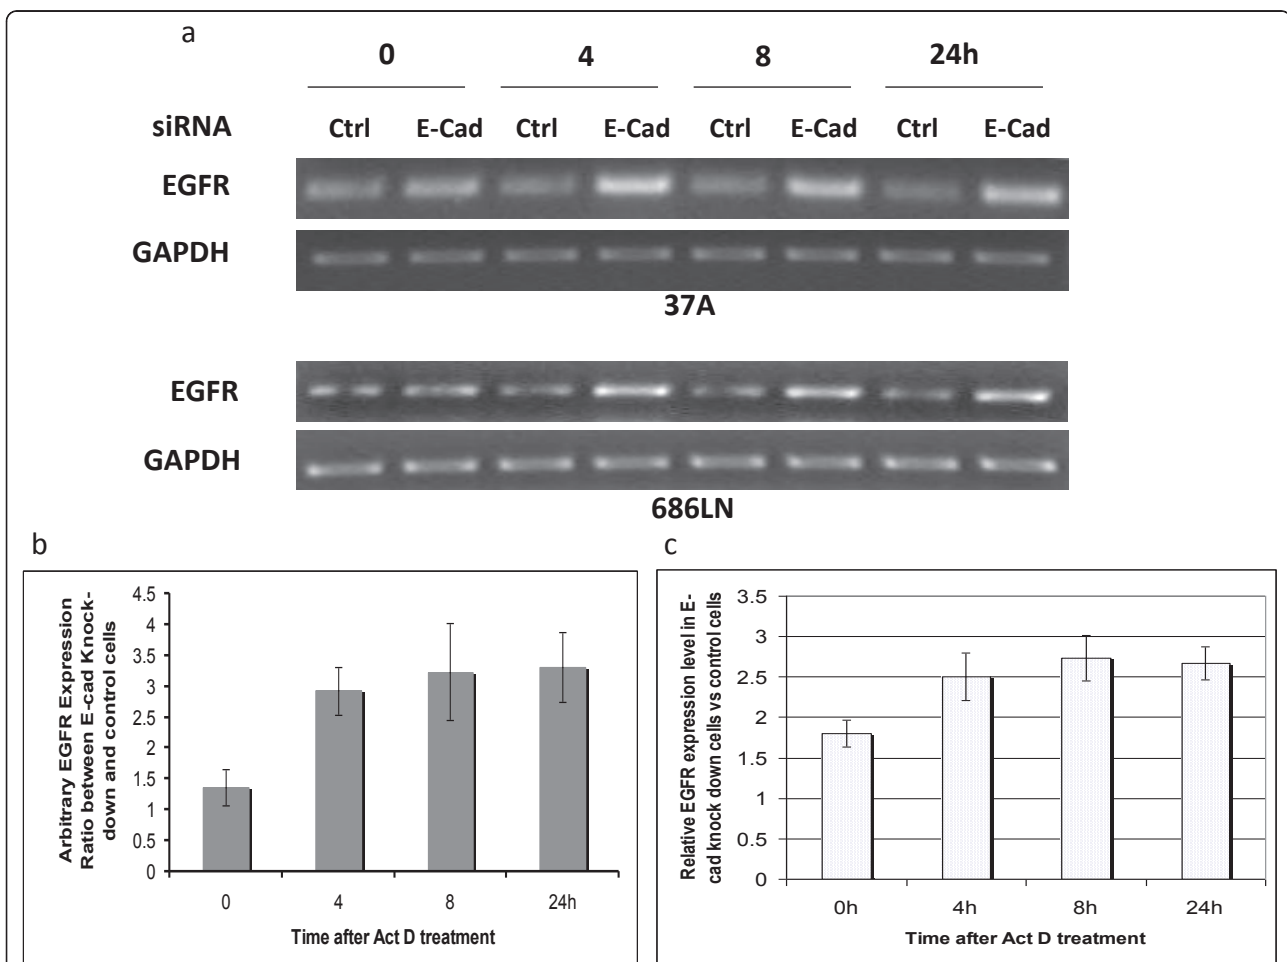 a
0 4 8 24h
siRNA Ctrl E-Cad Ctrl E-Cad Ctrl E-Cad Ctrl E-Cad
EGFR
GAPDH
37A
EGFR
GAPDH
686LN
b
Arbitrary EGFR Expression
Ratio between E-cad Knock-
down and control cells
4.5
4
3.5
3
2.5
2
1.5
1
0.5
0
0 4 8 24h
Time after Act D treatment
c
Relative EGFR expression level in E-
cad knock down cells vs control cells
3.5
3
2.5
2
1.5
1
0.5
0
0h 4h 8h 24h
Time after Act D treatment